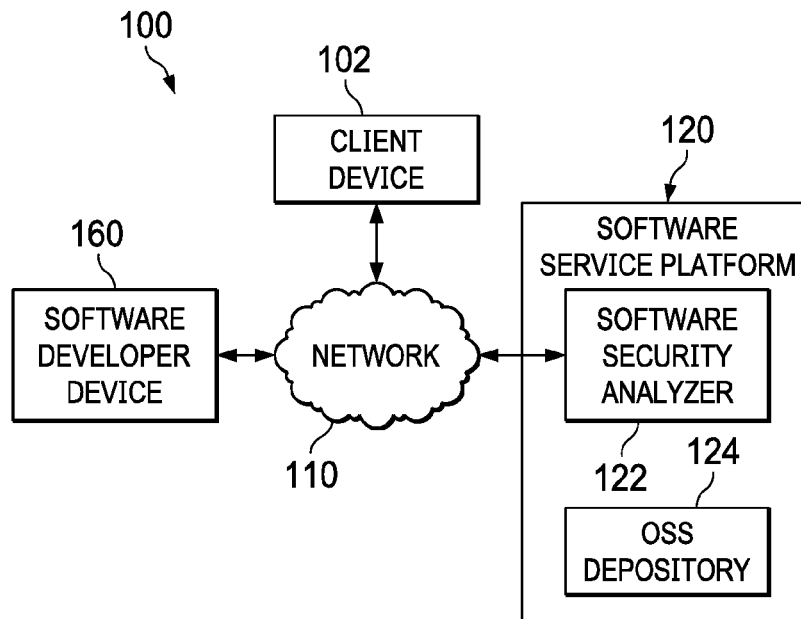 100
102
CLIENT
DEVICE
120
SOFTWARE
SERVICE PLATFORM
160
SOFTWARE
DEVELOPER
DEVICE
NETWORK
110
SOFTWARE
SECURITY
ANALYZER
122
124
OSS
DEPOSITORY